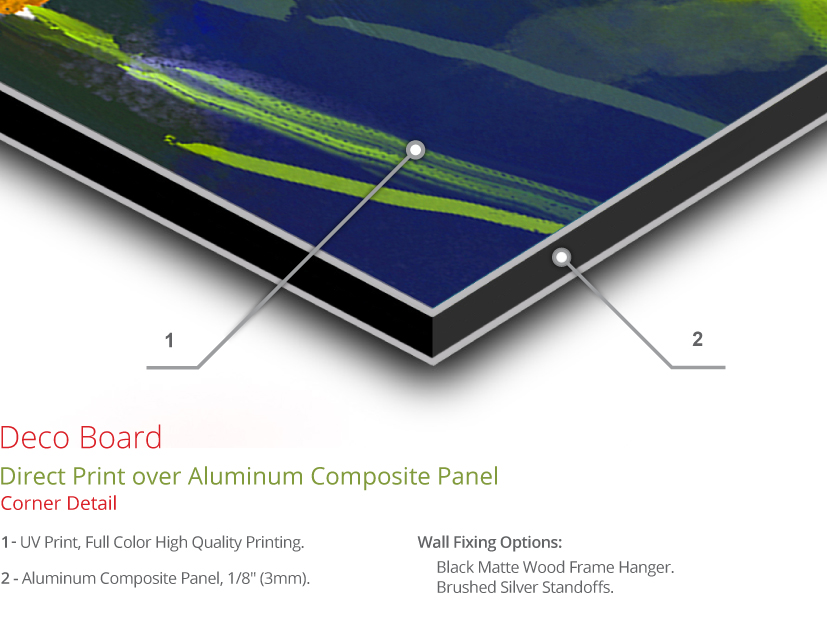 1
2
Deco Board
Direct Print over Aluminum Composite Panel
Corner Detail
1- UV Print, Full Color High Quality Printing.
2 - Aluminum Composite Panel, 1/8" (3mm).
Wall Fixing Options:
Black Matte Wood Frame Hanger.
Brushed Silver Standoffs.